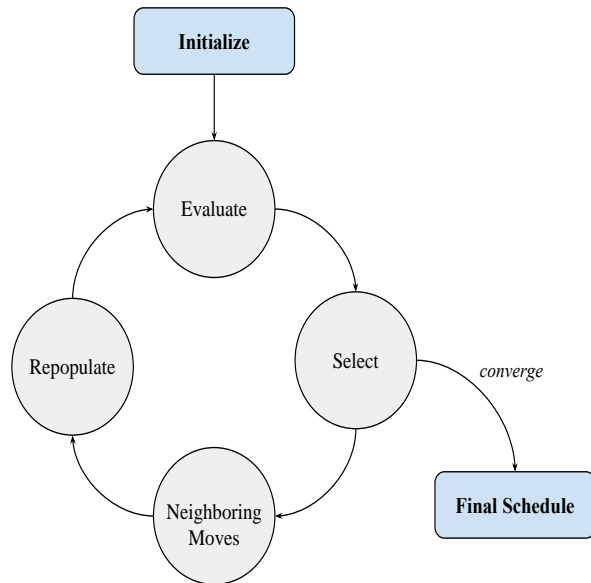 Initialize
Evaluate
Select
converge
Repopulate
Neighboring
Moves
Final Schedule